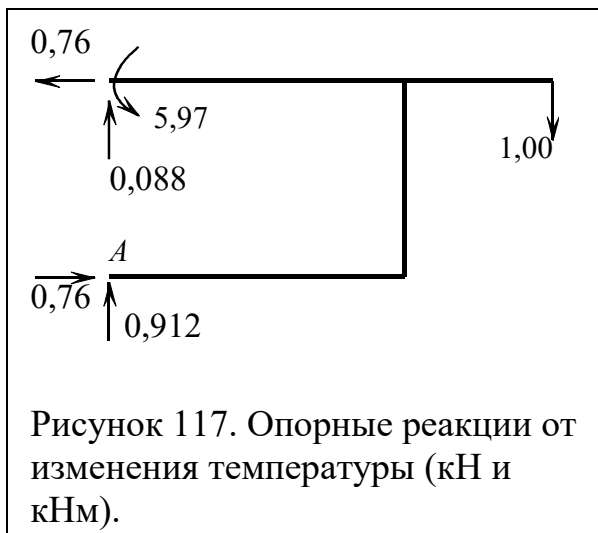 0,76
5,97
1,00
0,088
A
0,76
0,912
Рисунок 117. Опорные реакции от
изменения температуры (кН и
кНм).